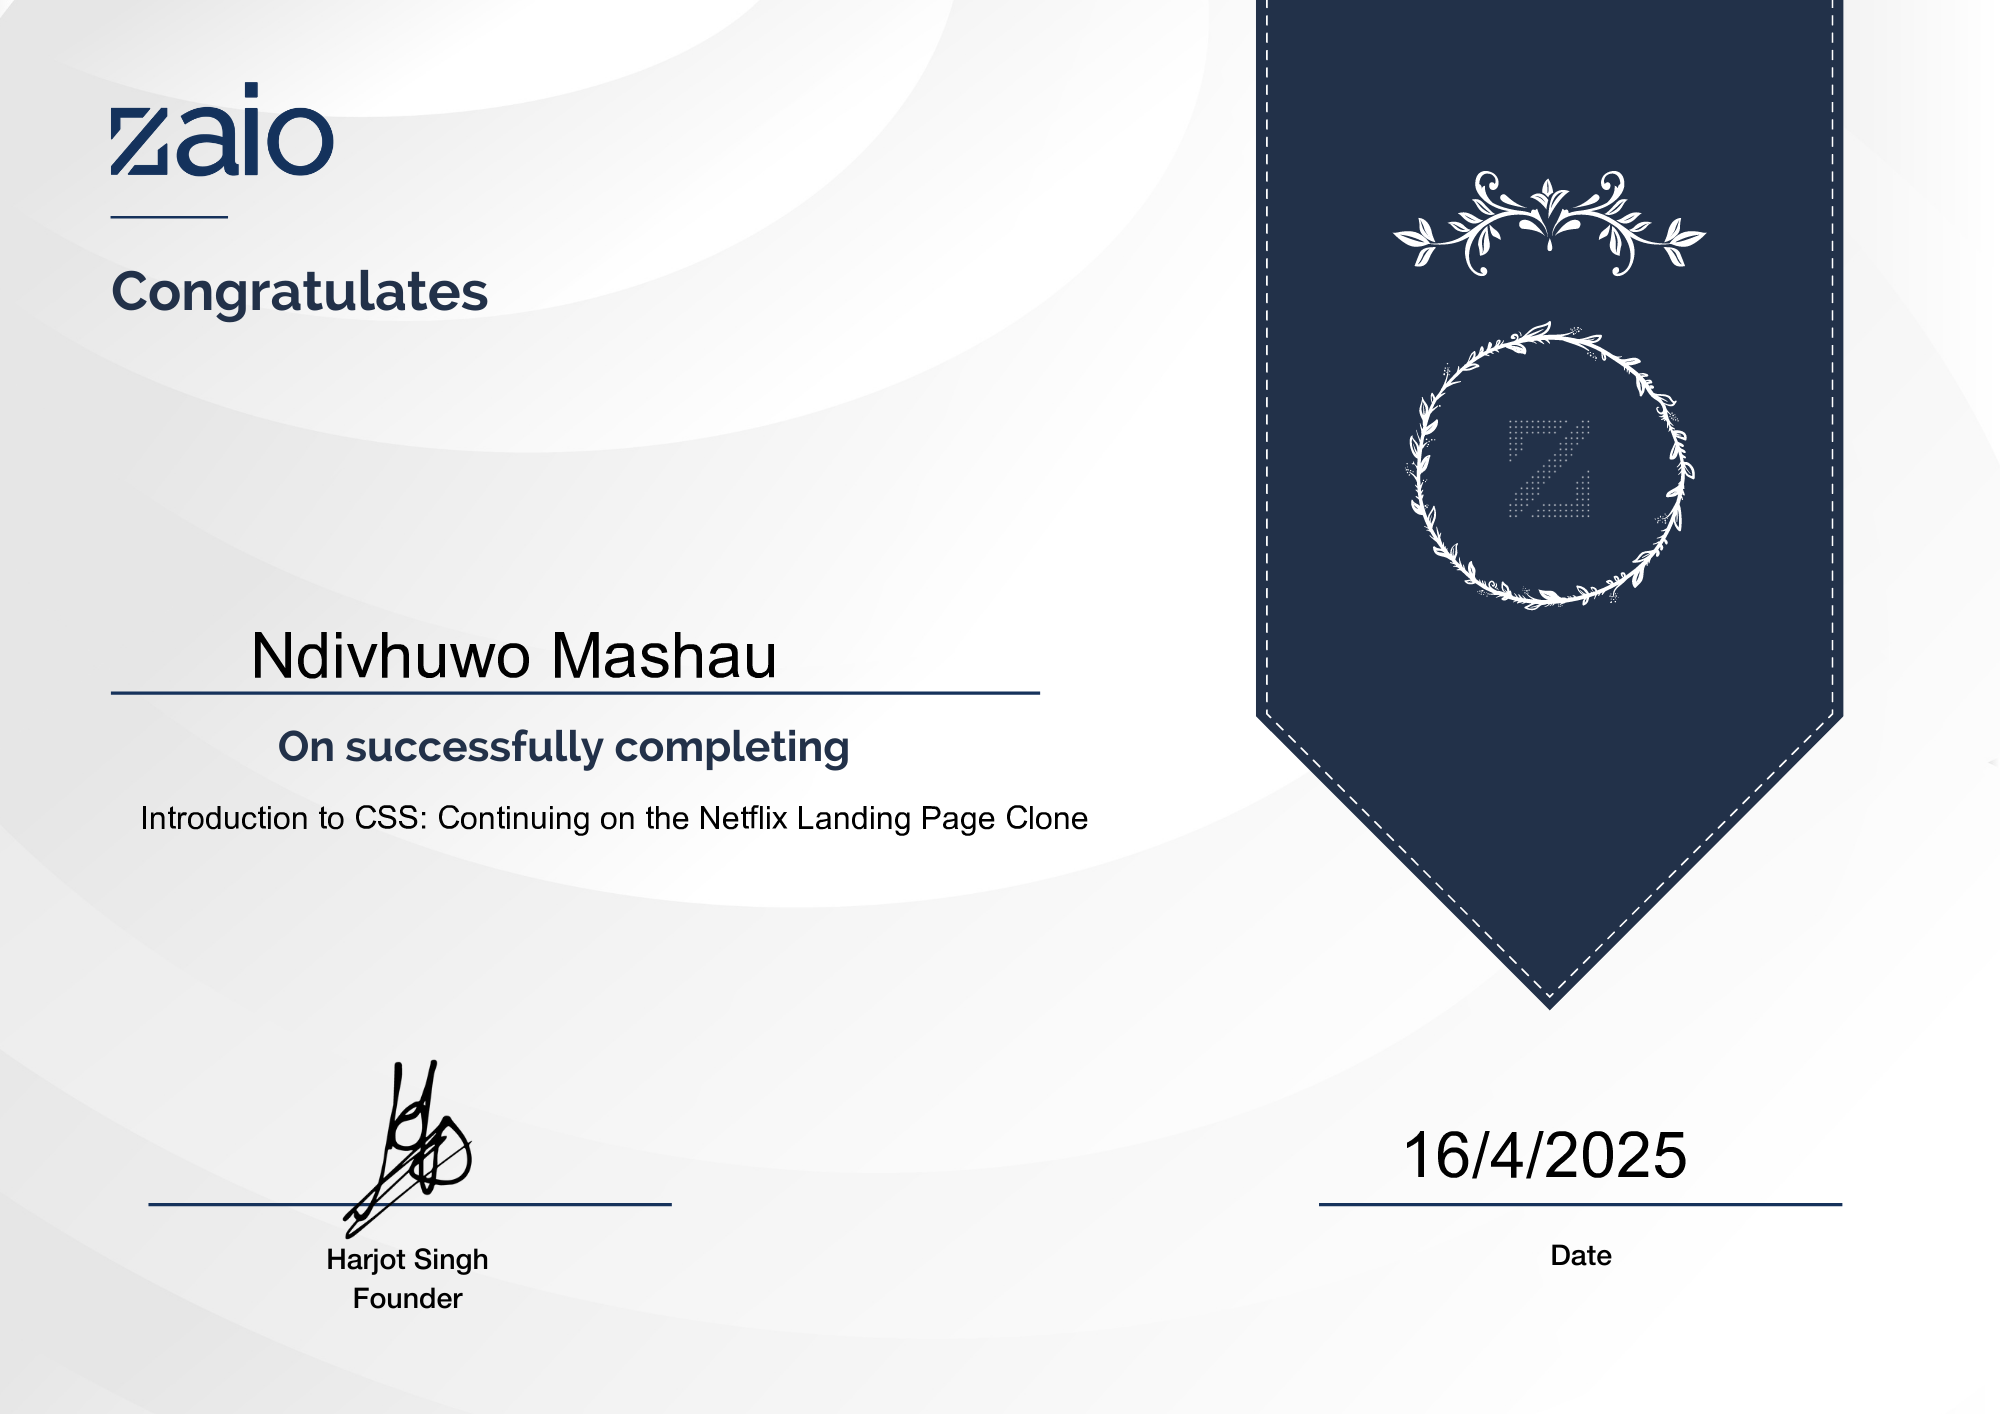 zaio
Congratulates
Ndivhuwo Mashau
On successfully completing
Introduction to CSS: Continuing on the Netflix Landing Page Clone
Z
16/4/2025
Harjot Singh
Founder
Date